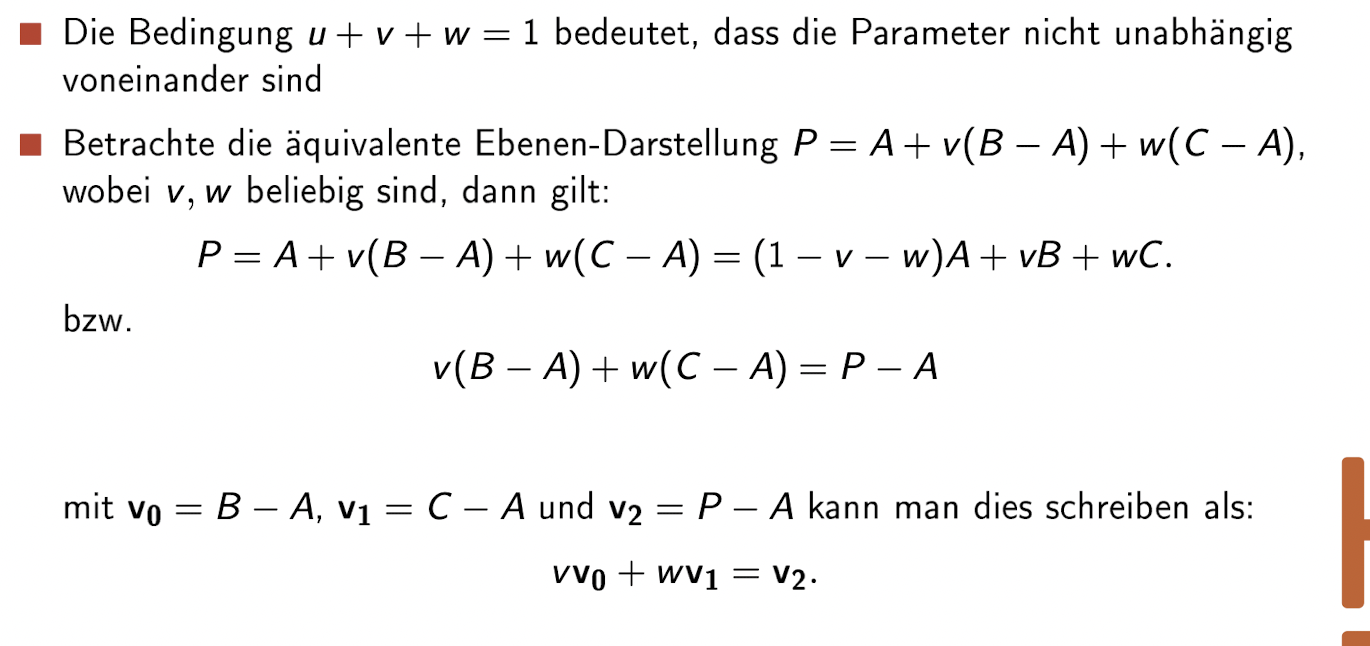 Die Bedingung u + v + w = 1 bedeutet, dass die Parameter nicht unabhängig
voneinander sind
Betrachte die äquivalente Ebenen-Darstellung P = A + v(B − A) + w(C − A),
wobei v, w beliebig sind, dann gilt:
P = A + v(B − A) + w(C − A) = (1 − v − w)A + vB + wC.
bzw.
v(B − A) + w(C − A) = P − A
mit v₀ = B − A, v₁ = C − A und v₂ = P − A kann man dies schreiben als:
vv₀ + wv₁ = v₂.